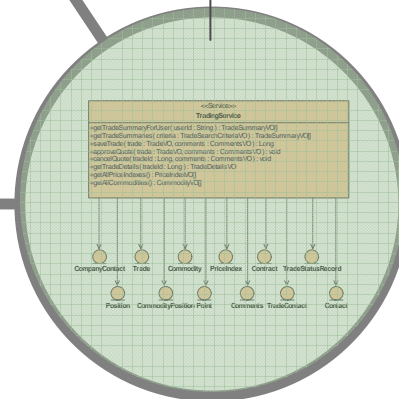 <<Service>>
TradingService
+getTradeSummaryForUser( userId : String ) : TradeSummaryVO[]
+getTradeSummaries( criteria : TradeSearchCriteriaVO ) : TradeSummaryVO[]
+saveTrade( trade : TradeVO, comments : CommentsVO ) : Long
+approveQuote( trade : TradeVO, comments : CommentsVO ) : void
+cancelQuote( tradeId : Long, comments : CommentsVO ) : void
+getTradeDetails( tradeId : Long ) : TradeDetailsVO
+getAllPriceIndexes() : PriceIndexVO[]
+getAllCommodities() : CommodityVO[]
CompanyContact Trade Commodity PriceIndex Contract TradeStatusRecord
Position CommodityPosition Point Comments TradeContact Contact